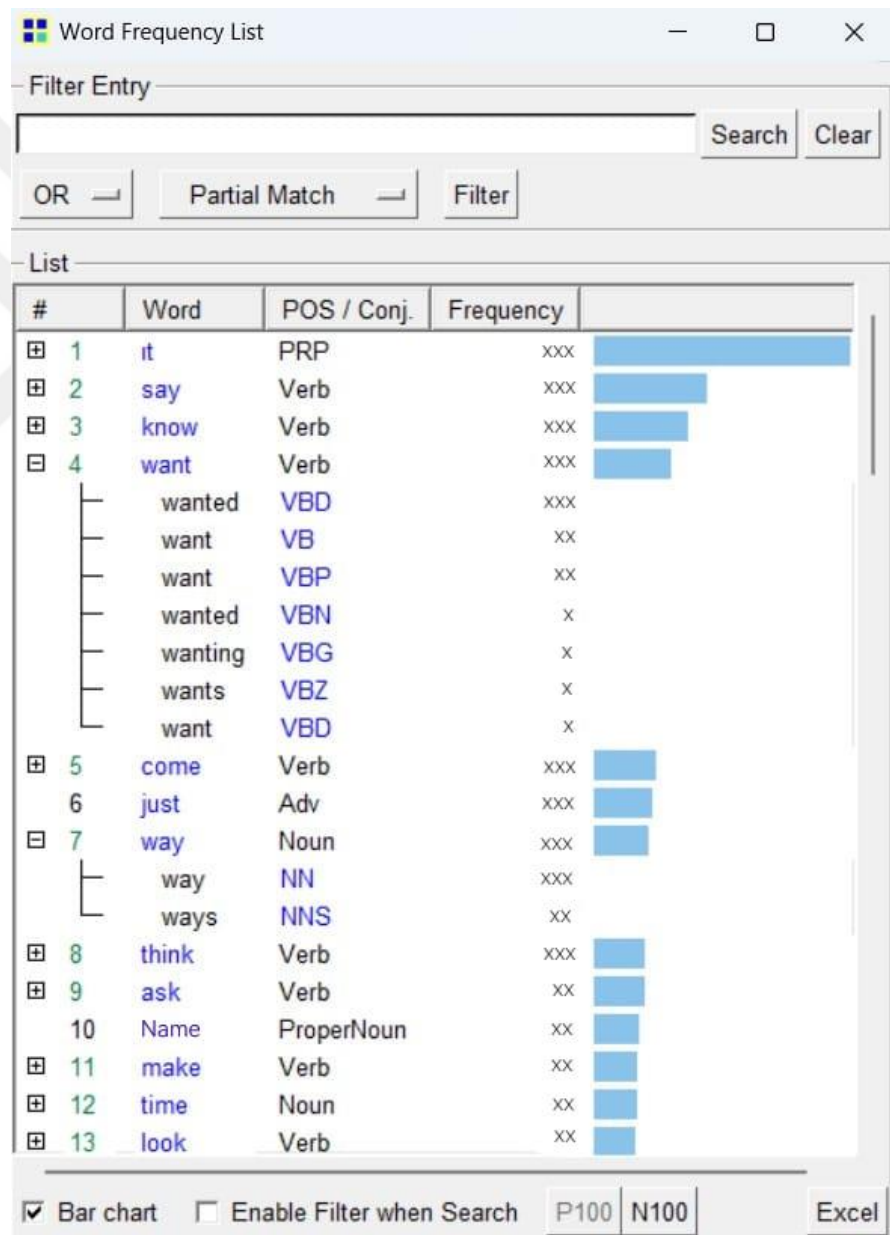 Word Frequency List
Filter Entry
Search Clear
OR Partial Match Filter
List
# Word POS / Conj. Frequency
1 ıt PRP xxx
2 say Verb xxx
3 know Verb xxx
4 want Verb xxx
wanted VBD xxx
want VB xx
want VBP xx
wanted VBN x
wanting VBG x
wants VBZ x
want VBD x
5 come Verb xxx
6 just Adv xxx
7 way Noun xxx
way NN xxx
ways NNS xx
8 think Verb xxx
9 ask Verb xx
10 Name ProperNoun xx
11 make Verb xx
12 time Noun xx
13 look Verb xx
Bar chart Enable Filter when Search P100 N100 Excel